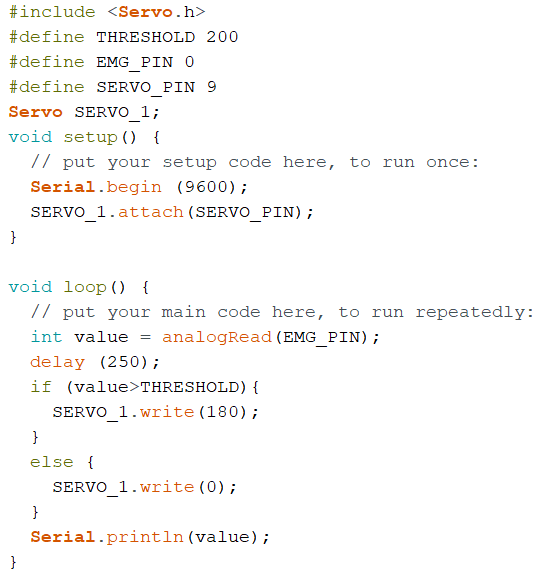 #include <Servo.h>
#define THRESHOLD 200
#define EMG_PIN 0
#define SERVO_PIN 9
Servo SERVO_1;
void setup() {
  // put your setup code here, to run once:
  Serial.begin (9600);
  SERVO_1.attach(SERVO_PIN);
}

void loop() {
  // put your main code here, to run repeatedly:
  int value = analogRead(EMG_PIN);
  delay (250);
  if (value>THRESHOLD){
    SERVO_1.write(180);
  }
  else {
    SERVO_1.write(0);
  }
  Serial.println(value);
}